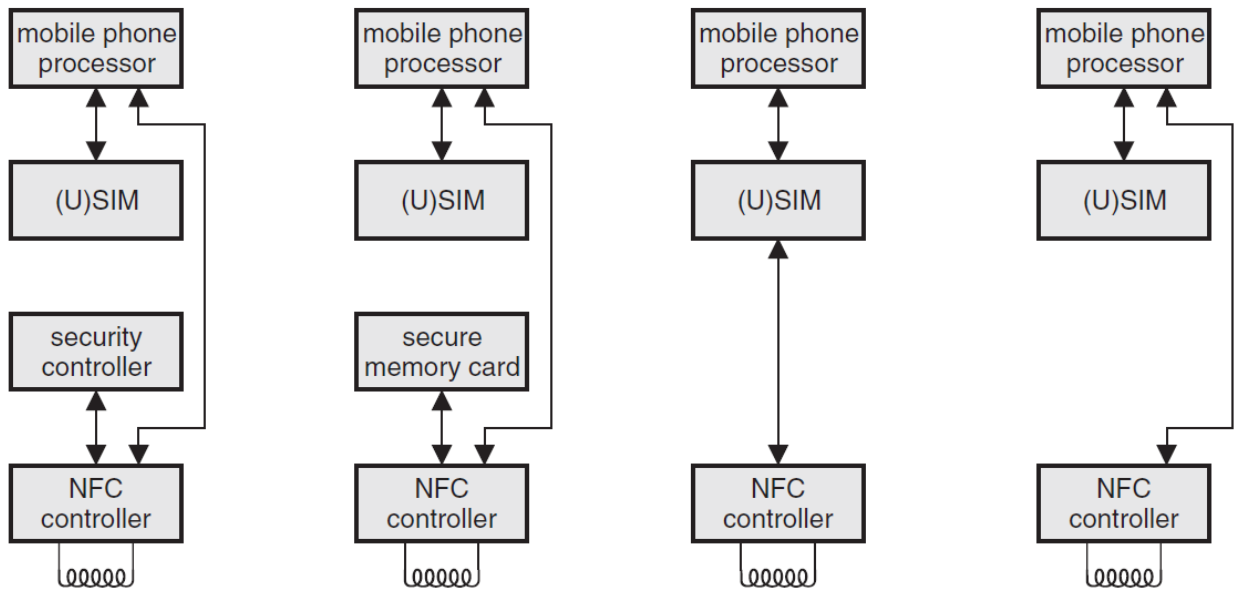 mobile phone
processor
(U)SIM
security
controller
NFC
controller
mobile phone
processor
(U)SIM
secure
memory card
NFC
controller
mobile phone
processor
(U)SIM
NFC
controller
mobile phone
processor
(U)SIM
NFC
controller